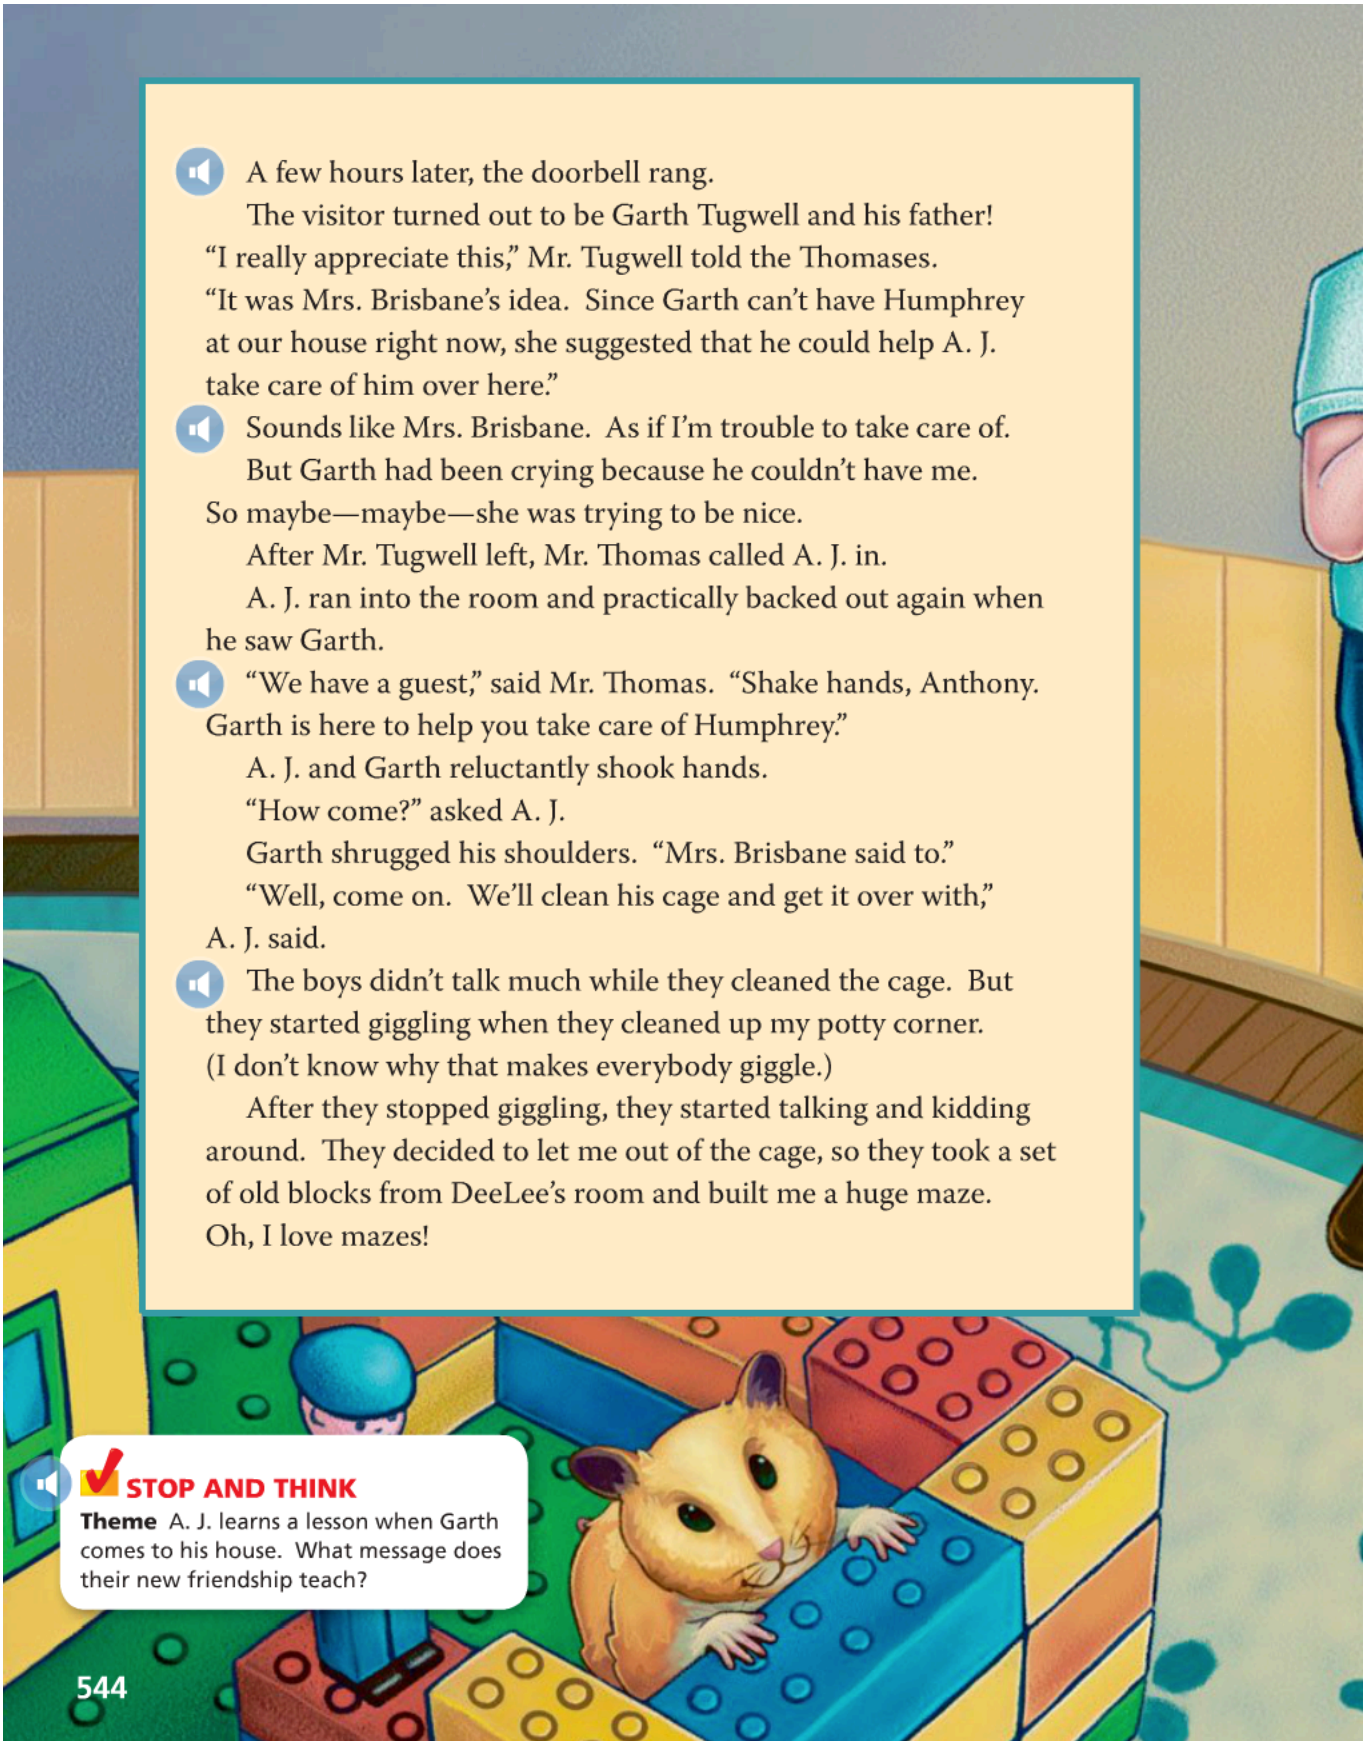 A few hours later, the doorbell rang.
The visitor turned out to be Garth Tugwell and his father!
“I really appreciate this,” Mr. Tugwell told the Thomases.
“It was Mrs. Brisbane’s idea. Since Garth can’t have Humphrey
at our house right now, she suggested that he could help A. J.
take care of him over here.”
Sounds like Mrs. Brisbane. As if I’m trouble to take care of.
But Garth had been crying because he couldn’t have me.
So maybe—maybe—she was trying to be nice.
After Mr. Tugwell left, Mr. Thomas called A. J. in.
A. J. ran into the room and practically backed out again when
he saw Garth.
“We have a guest,” said Mr. Thomas. “Shake hands, Anthony.
Garth is here to help you take care of Humphrey.”
A. J. and Garth reluctantly shook hands.
“How come?” asked A. J.
Garth shrugged his shoulders. “Mrs. Brisbane said to.”
“Well, come on. We’ll clean his cage and get it over with,”
A. J. said.
The boys didn’t talk much while they cleaned the cage. But
they started giggling when they cleaned up my potty corner.
(I don’t know why that makes everybody giggle.)
After they stopped giggling, they started talking and kidding
around. They decided to let me out of the cage, so they took a set
of old blocks from DeeLee’s room and built me a huge maze.
Oh, I love mazes!
STOP AND THINK
Theme A. J. learns a lesson when Garth
comes to his house. What message does
their new friendship teach?
544